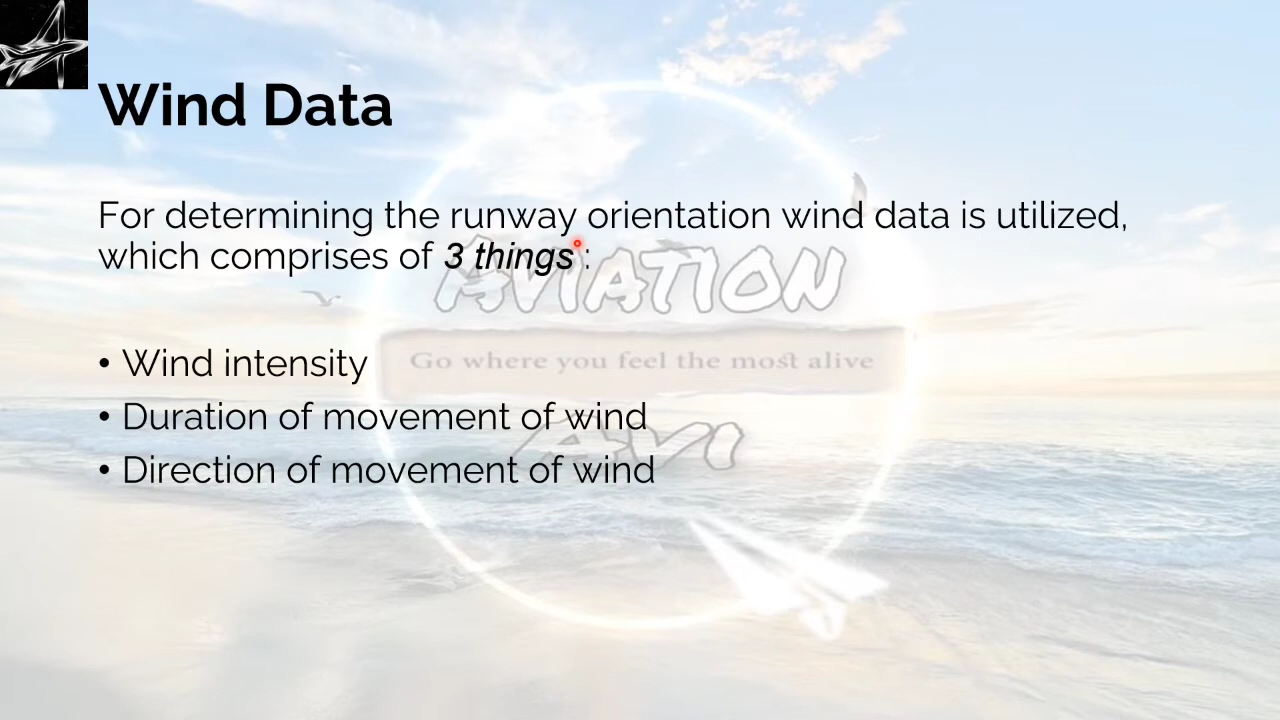 Wind Data
For determining the runway orientation wind data is utilized,
which comprises of 3 things :
AVIATION
• Wind intensity
Go where you feel the most alive
• Duration of movement of wind
AVI
• Direction of movement of wind